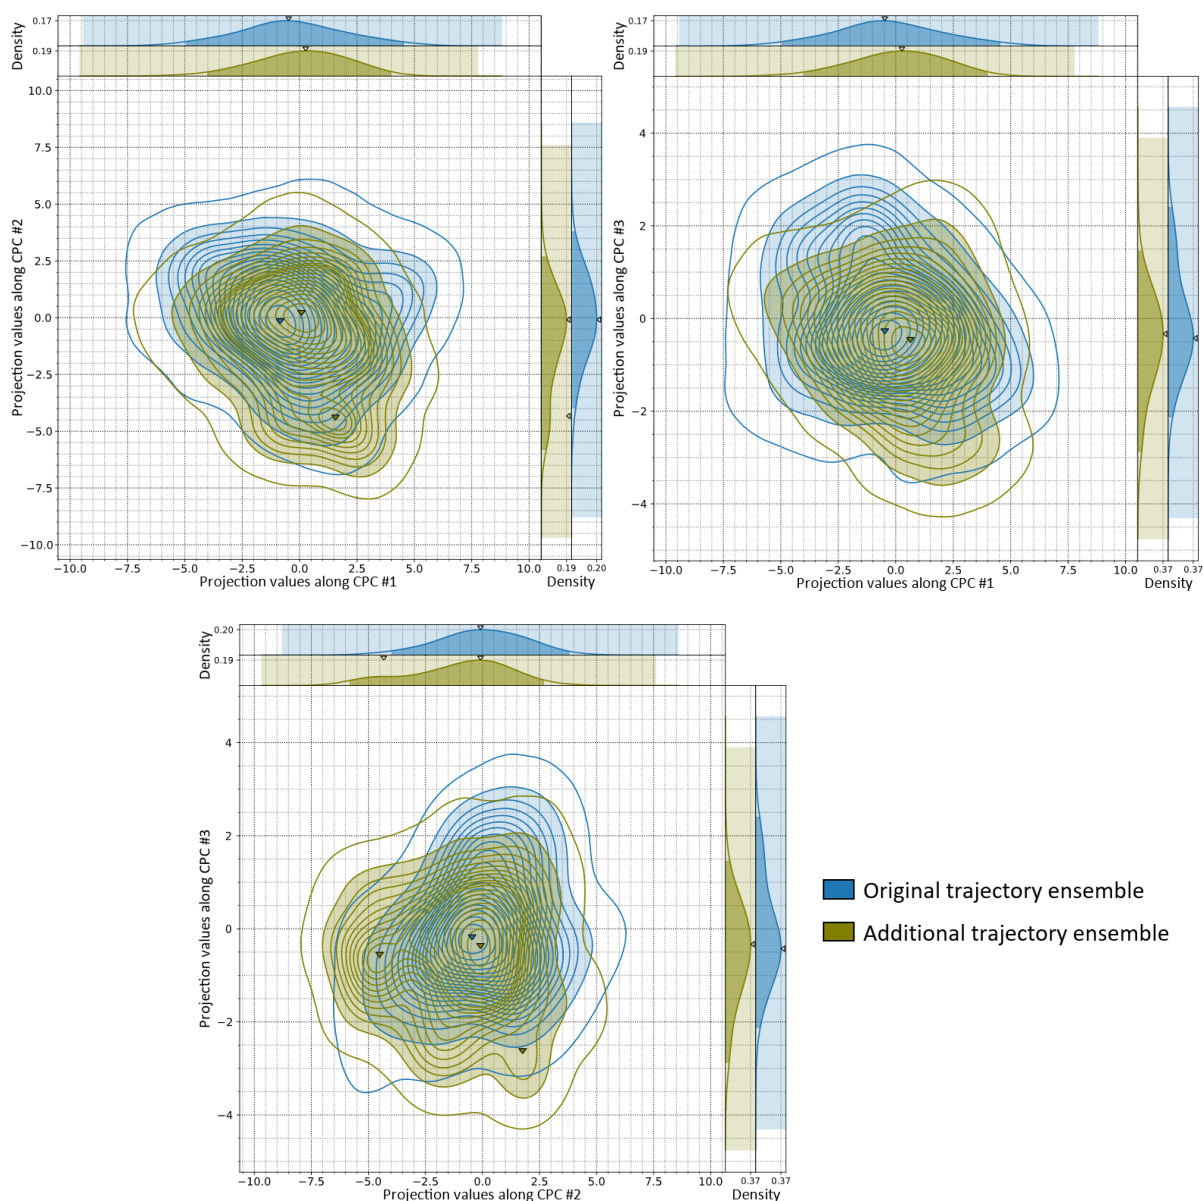 Density
0.17
0.19
10.0
7.5
5.0
2.5
0.0
−2.5
−5.0
−7.5
−10.0
Projection values along CPC #2
−10.0 −7.5 −5.0 −2.5 0.0 2.5 5.0 7.5 10.0 0.19 0.20
Projection values along CPC #1 Density
Density
0.17
0.19
4
2
0
−2
−4
Projection values along CPC #3
−10.0 −7.5 −5.0 −2.5 0.0 2.5 5.0 7.5 10.0 0.37 0.37
Projection values along CPC #1 Density
Density
0.20
0.19
4
2
0
−2
−4
Projection values along CPC #3
−10.0 −7.5 −5.0 −2.5 0.0 2.5 5.0 7.5 10.0 0.37 0.37
Projection values along CPC #2 Density
Original trajectory ensemble
Additional trajectory ensemble